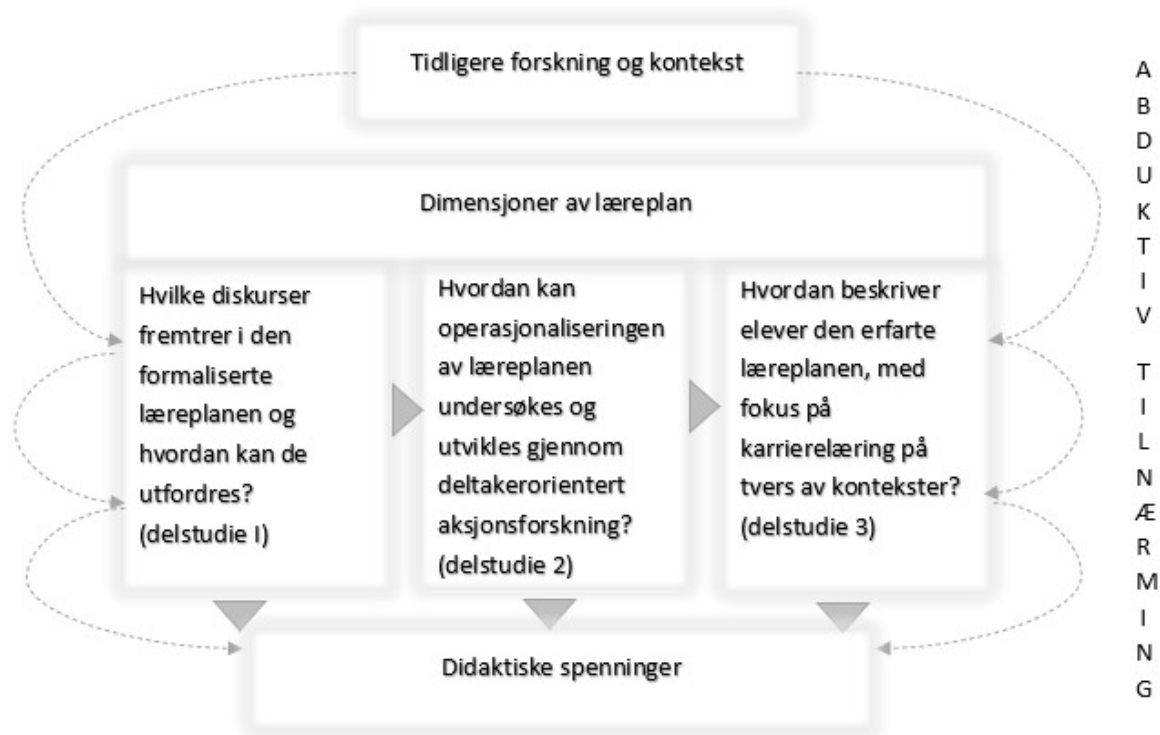 Tidligere forskning og kontekst
Dimensjoner av læreplan
Hvilke diskurser
fremtrer i den
formaliserte
læreplanen og
hvordan kan de
utfordres?
(delstudie I)
Hvordan kan
operasjonaliseringen
av læreplanen
undersøkes og
utvikles gjennom
deltakerorientert
aksjonsforskning?
(delstudie 2)
Hvordan beskriver
elever den erfarte
læreplanen, med
fokus på
karrierelæring på
tvers av kontekster?
(delstudie 3)
Didaktiske spenninger
A
B
D
U
K
T
I
V
T
I
L
N
Æ
R
M
I
N
G